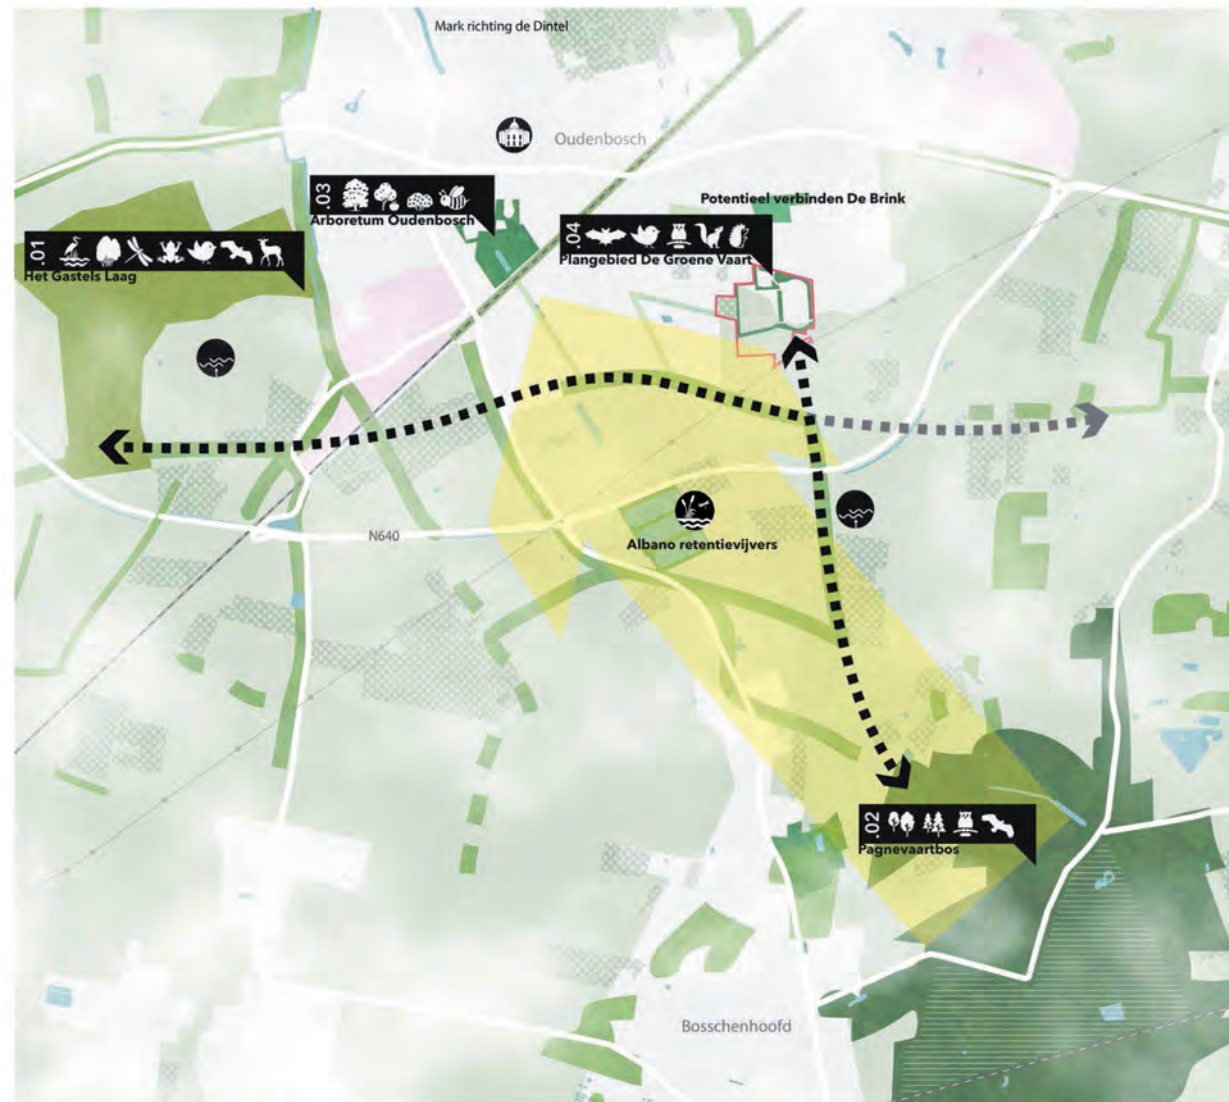 Mark richting de Dintel
Oudenbosch
.03
Arboretum Oudenbosch
Potentieel verbinden De Brink
.01
Het Gastels Laag
.04
Plangebied De Groene Vaart
N640
Albano retentievijvers
.02
Pagnevaartbos
Bosschenhoofd